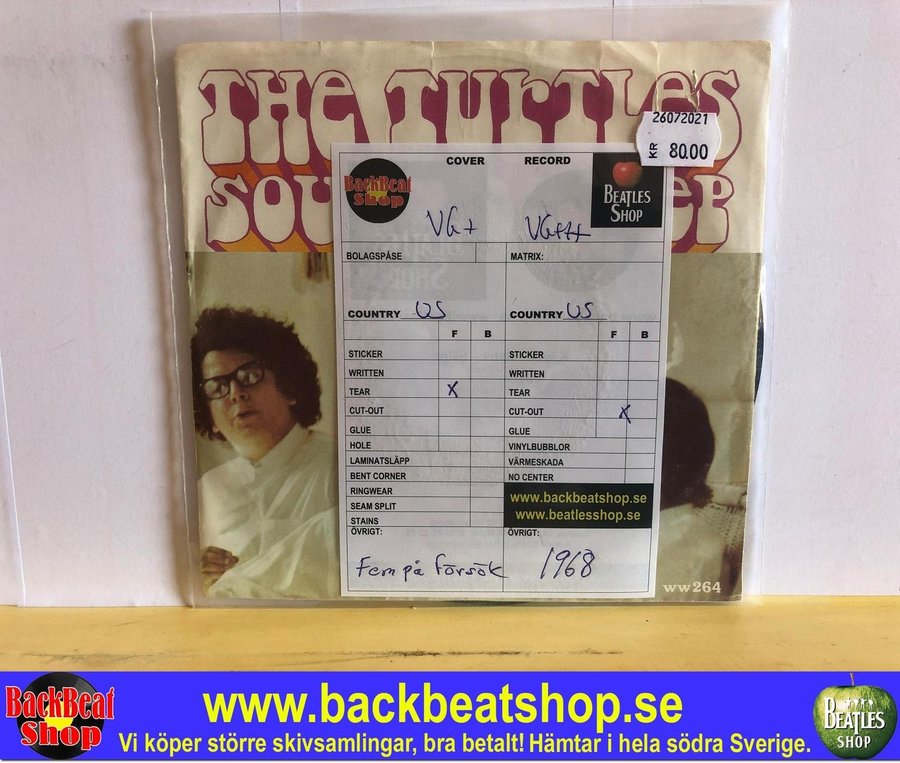 THE TURTLES
26072021
KR 80.00
SOU
EP
BackBeat
Shop
COVER
RECORD
BEATLES
SHOP
VG+
VG+++
BOLAGSPÅSE
MATRIX:
COUNTRY US
COUNTRY US
F B
F B
STICKER
STICKER
WRITTEN
WRITTEN
TEAR X
TEAR
CUT-OUT
CUT-OUT X
GLUE
GLUE
HOLE
VINYLBUBBLOR
LAMINATSLÄPP
VÄRMESKADA
BENT CORNER
NO CENTER
RINGWEAR
www.backbeatshop.se
SEAM SPLIT
www.beatlesshop.se
STAINS
ÖVRIGT:
ÖVRIGT:
Fem på försök
1968
ww264
BackBeat
Shop
www.backbeatshop.se
Vi köper större skivsamlingar, bra betalt! Hämtar i hela södra Sverige.
BEATLES
SHOP